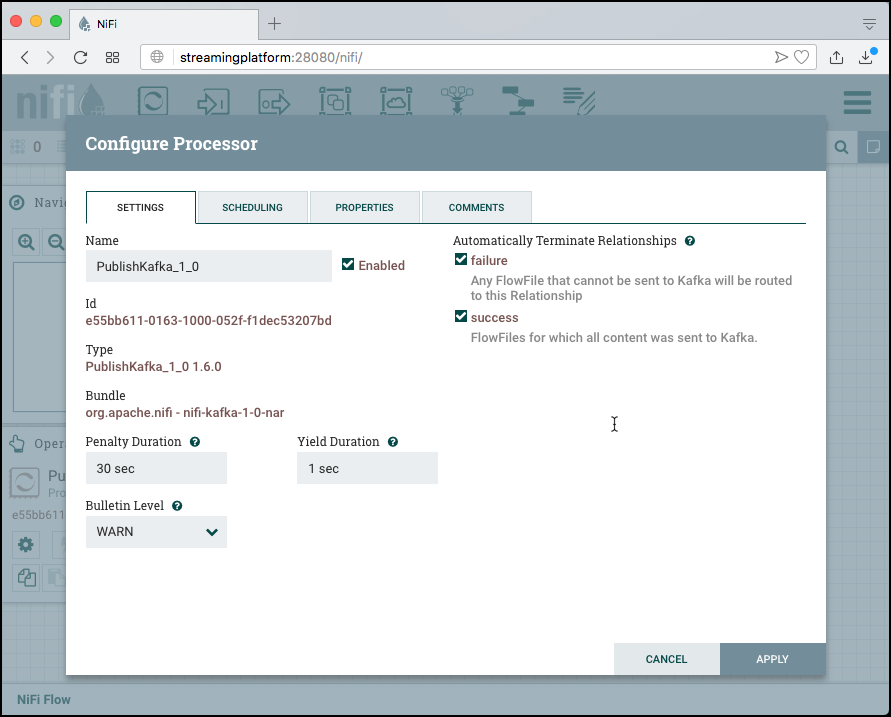 NiFi
streamingplatform:28080/nifi/
nifi
0
Configure Processor
SETTINGS
SCHEDULING
PROPERTIES
COMMENTS
Name
PublishKafka_1_0
Enabled
Id
e55bb611-0163-1000-052f-f1dec53207bd
Type
PublishKafka_1_0 1.6.0
Bundle
org.apache.nifi - nifi-kafka-1-0-nar
Penalty Duration
Yield Duration
30 sec
1 sec
Bulletin Level
WARN
Automatically Terminate Relationships
failure
Any FlowFile that cannot be sent to Kafka will be routed
to this Relationship
success
FlowFiles for which all content was sent to Kafka.
Navi
Oper
Pu
Pro
e55bb611
CANCEL
APPLY
NiFi Flow